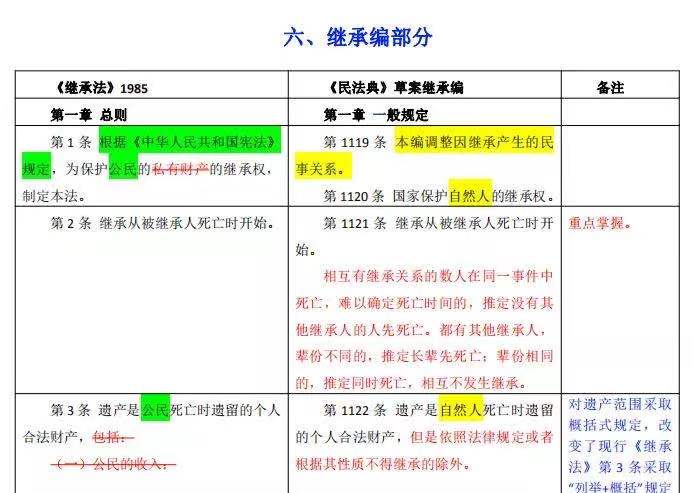 六、继承编部分
《继承法》1985
《民法典》草案继承编
备注
第一章 总则
第一章 一般规定
第 1 条 根据《中华人民共和国宪法》
规定，为保护公民的私有财产的继承权，
制定本法。
第 1119 条 本编调整因继承产生的民
事关系。
第 1120 条 国家保护自然人的继承权。
第 2 条 继承从被继承人死亡时开始。
第 1121 条 继承从被继承人死亡时开
始。
相互有继承关系的数人在同一事件中
死亡，难以确定死亡时间的，推定没有其
他继承人的人先死亡。都有其他继承人，
辈份不同的，推定长辈先死亡；辈份相同
的，推定同时死亡，相互不发生继承。
重点掌握。
第 3 条 遗产是公民死亡时遗留的个人
合法财产，包括：
（一）公民的收入；
第 1122 条 遗产是自然人死亡时遗留
的个人合法财产，但是依照法律规定或者
根据其性质不得继承的除外。
对遗产范围采取
概括式规定，改
变了现行《继承
法》第 3 条采取
“列举+概括”规定